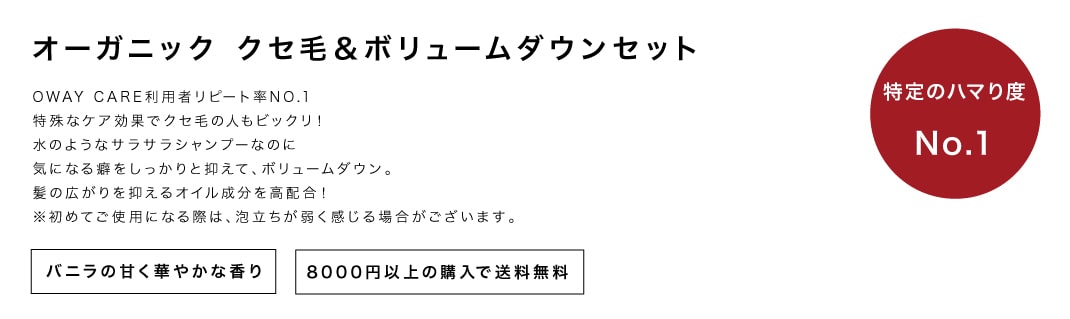 オーガニック クセ毛＆ボリュームダウンセット
OWAY CARE利用者リピート率NO.1
特殊なケア効果でクセ毛の人もビックリ！
水のようなサラサラシャンプーなのに
気になる癖をしっかりと抑えて、ボリュームダウン。
髪の広がりを抑えるオイル成分を高配合！
※初めてご使用になる際は、泡立ちが弱く感じる場合がございます。
バニラの甘く華やかな香り
8000円以上の購入で送料無料
特定のハマり度
No.1